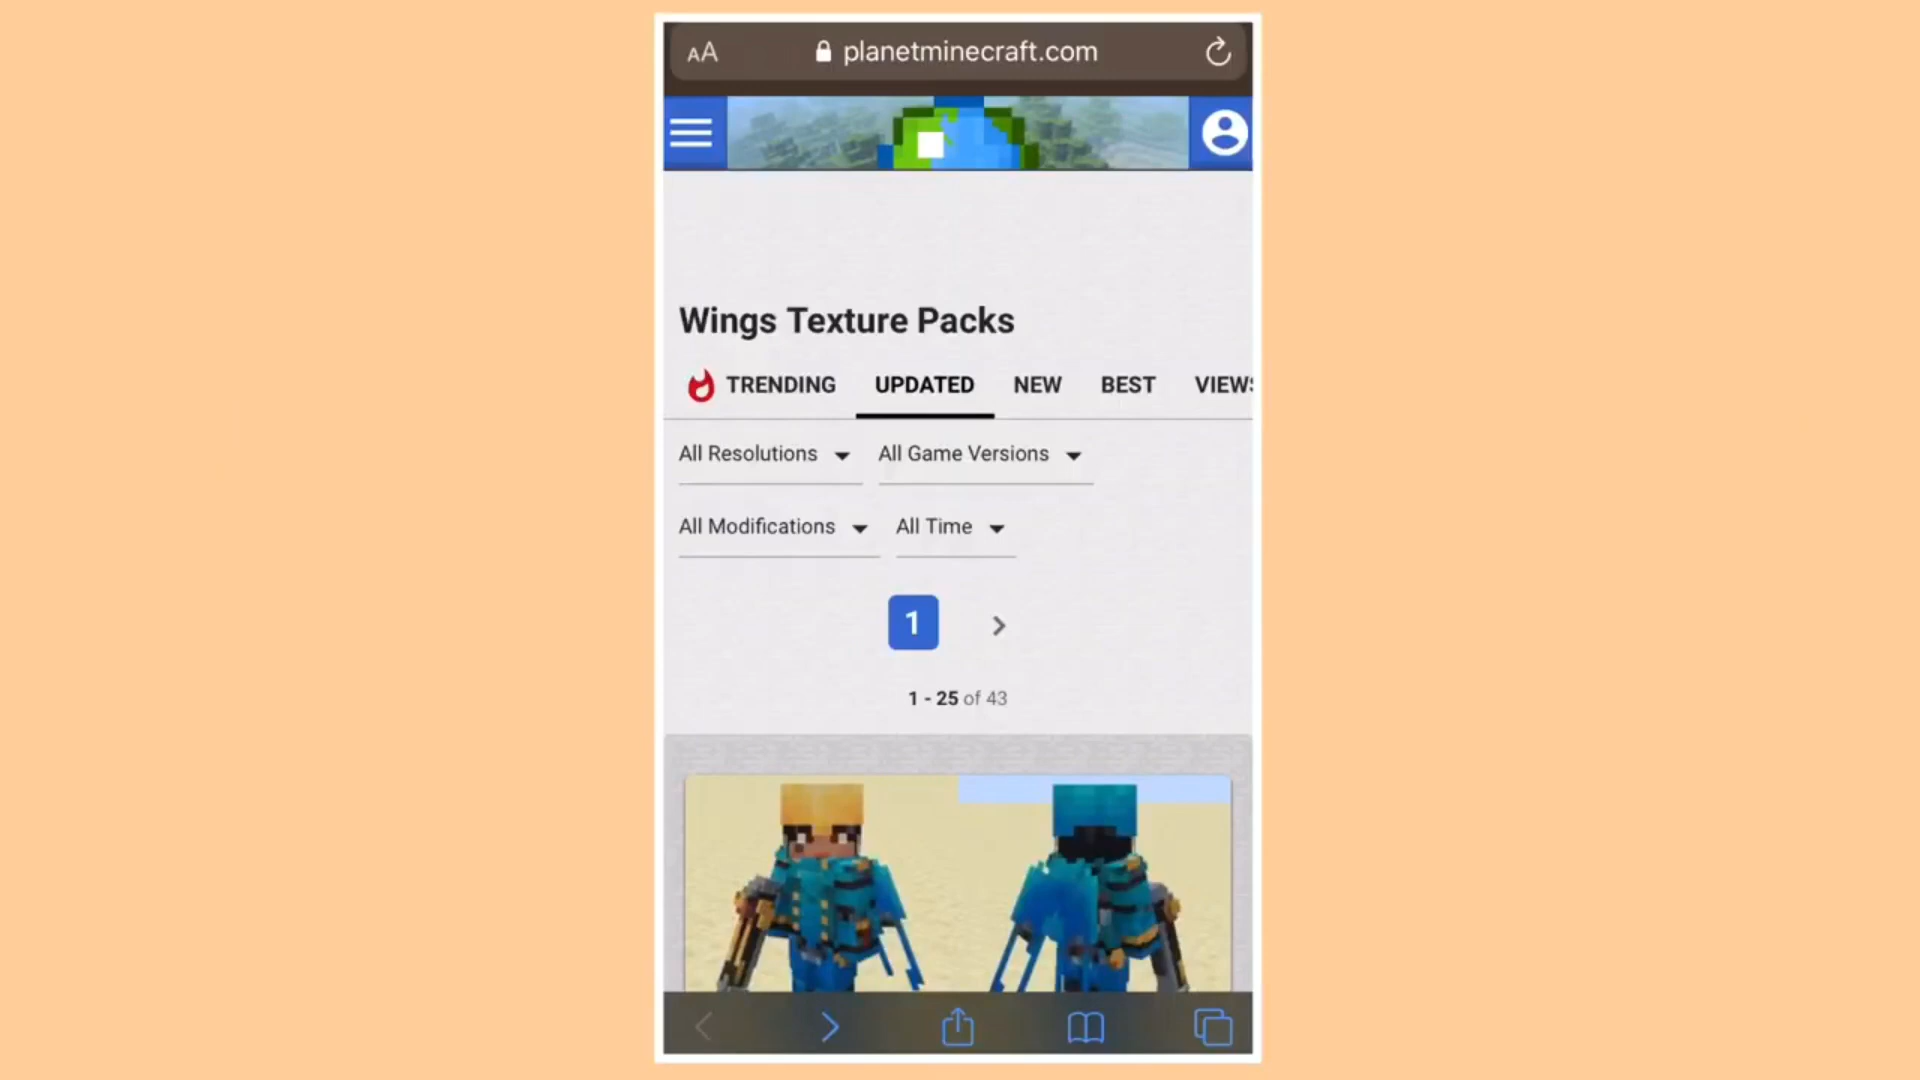 AA planetminecraft.com
Wings Texture Packs
TRENDING UPDATED NEW BEST
All Resolutions All Game Versions
All Modifications All Time
1
1 - 25 of 43